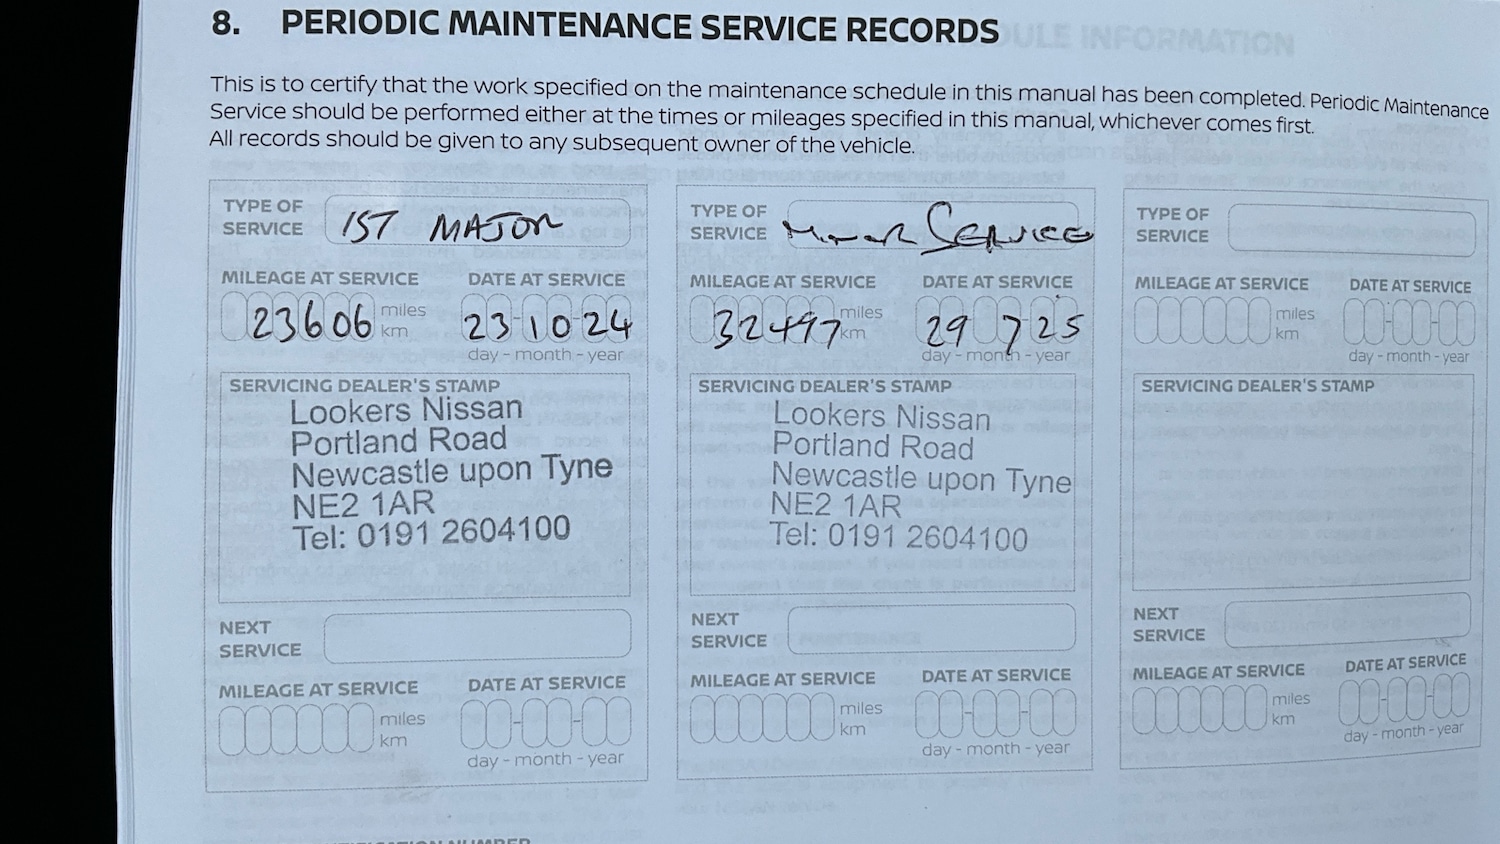 8. PERIODIC MAINTENANCE SERVICE RECORDS
This is to certify that the work specified on the maintenance schedule in this manual has been completed. Periodic Maintenance
Service should be performed either at the times or mileages specified in this manual, whichever comes first.
All records should be given to any subsequent owner of the vehicle.
TYPE OF
SERVICE
1ST MAJOR
MILEAGE AT SERVICE
DATE AT SERVICE
23606
miles
km
23-10-24
day - month - year
SERVICING DEALER'S STAMP
Lookers Nissan
Portland Road
Newcastle upon Tyne
NE2 1AR
Tel: 0191 2604100
NEXT
SERVICE
MILEAGE AT SERVICE
DATE AT SERVICE
miles
km
day - month - year
TYPE OF
SERVICE
Minor Service
MILEAGE AT SERVICE
DATE AT SERVICE
32497
miles
km
29 7 25
day - month - year
SERVICING DEALER'S STAMP
Lookers Nissan
Portland Road
Newcastle upon Tyne
NE2 1AR
Tel: 0191 2604100
NEXT
SERVICE
MILEAGE AT SERVICE
DATE AT SERVICE
miles
km
day - month - year
TYPE OF
SERVICE
MILEAGE AT SERVICE
DATE AT SERVICE
miles
km
day - month - year
SERVICING DEALER'S STAMP
NEXT
SERVICE
MILEAGE AT SERVICE
DATE AT SERVICE
miles
km
day - month - year